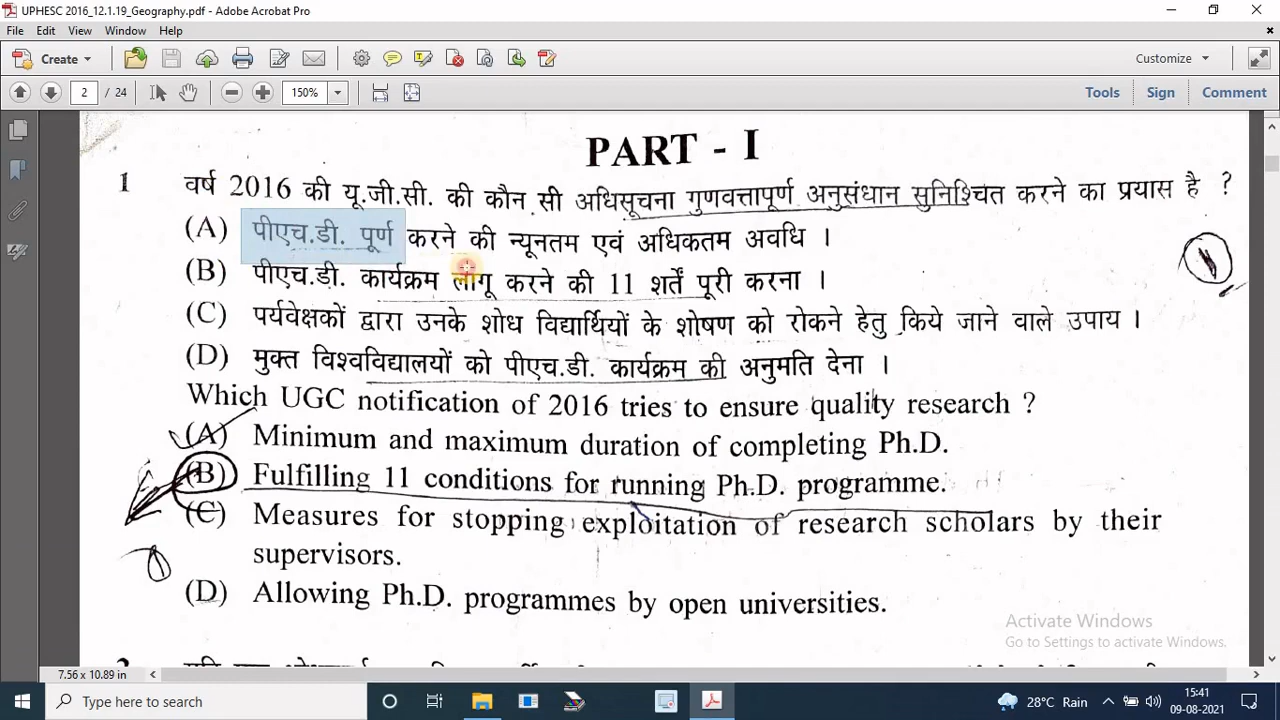 UPHESC 2016_12.1.19_Geography.pdf - Adobe Acrobat Pro
File Edit View Window Help
Create Customize
2 / 24 150% Tools Sign Comment
PART - I
1 वर्ष 2016 की यू.जी.सी. की कौन सी अधिसूचना गुणवत्तापूर्ण अनुसंधान सुनिश्चित करने का प्रयास है ?
(A) पीएच.डी. पूर्ण करने की न्यूनतम एवं अधिकतम अवधि ।
(B) पीएच.डी. कार्यक्रम लागू करने की 11 शर्तें पूरी करना ।
(C) पर्यवेक्षकों द्वारा उनके शोध विद्यार्थियों के शोषण को रोकने हेतु किये जाने वाले उपाय ।
(D) मुक्त विश्वविद्यालयों को पीएच.डी. कार्यक्रम की अनुमति देना ।
Which UGC notification of 2016 tries to ensure quality research ?
(A) Minimum and maximum duration of completing Ph.D.
(B) Fulfilling 11 conditions for running Ph.D. programme.
(C) Measures for stopping exploitation of research scholars by their
supervisors.
(D) Allowing Ph.D. programmes by open universities.
Activate Windows
Go to Settings to activate Windows.
7.56 x 10.89 in
Type here to search 28°C Rain 15:41
09-08-2021